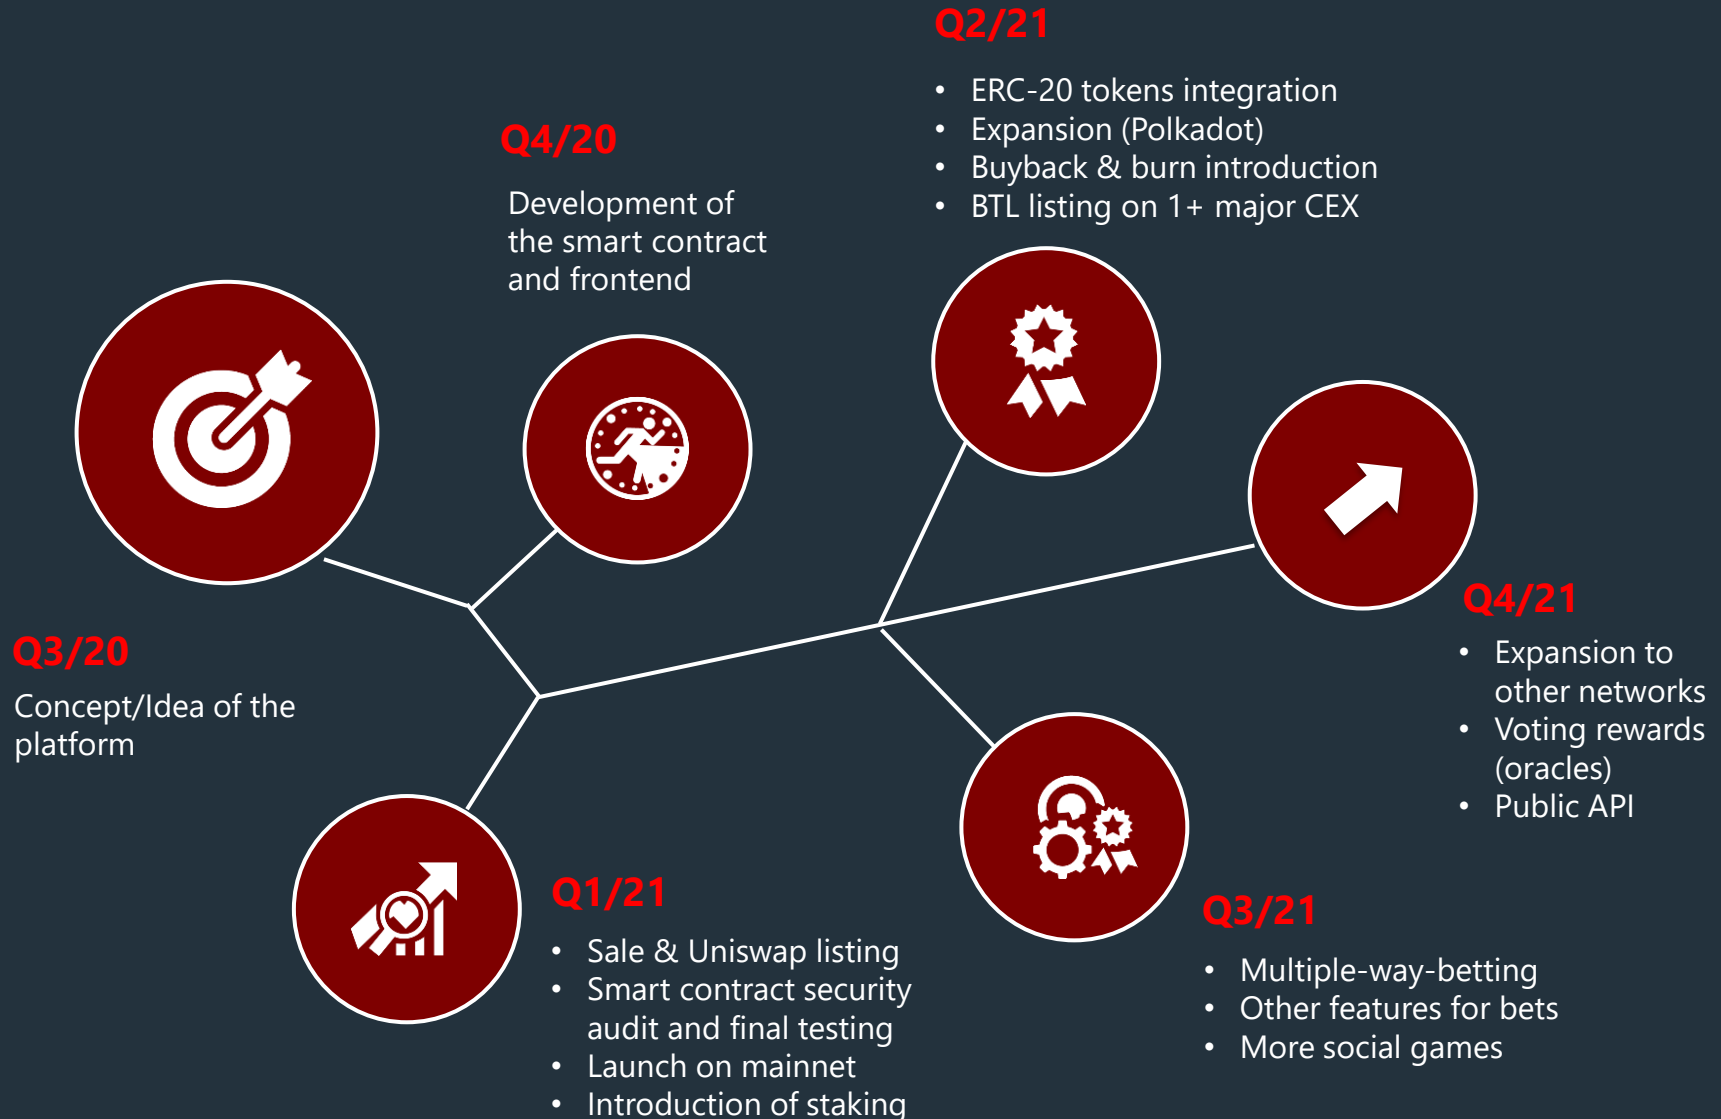 Q3/20
Concept/Idea of the
platform
Q4/20
Development of
the smart contract
and frontend
Q1/21
• Sale & Uniswap listing
• Smart contract security
audit and final testing
• Launch on mainnet
• Introduction of staking
Q2/21
• ERC-20 tokens integration
• Expansion (Polkadot)
• Buyback & burn introduction
• BTL listing on 1+ major CEX
Q3/21
• Multiple-way-betting
• Other features for bets
• More social games
Q4/21
• Expansion to
other networks
• Voting rewards
(oracles)
• Public API